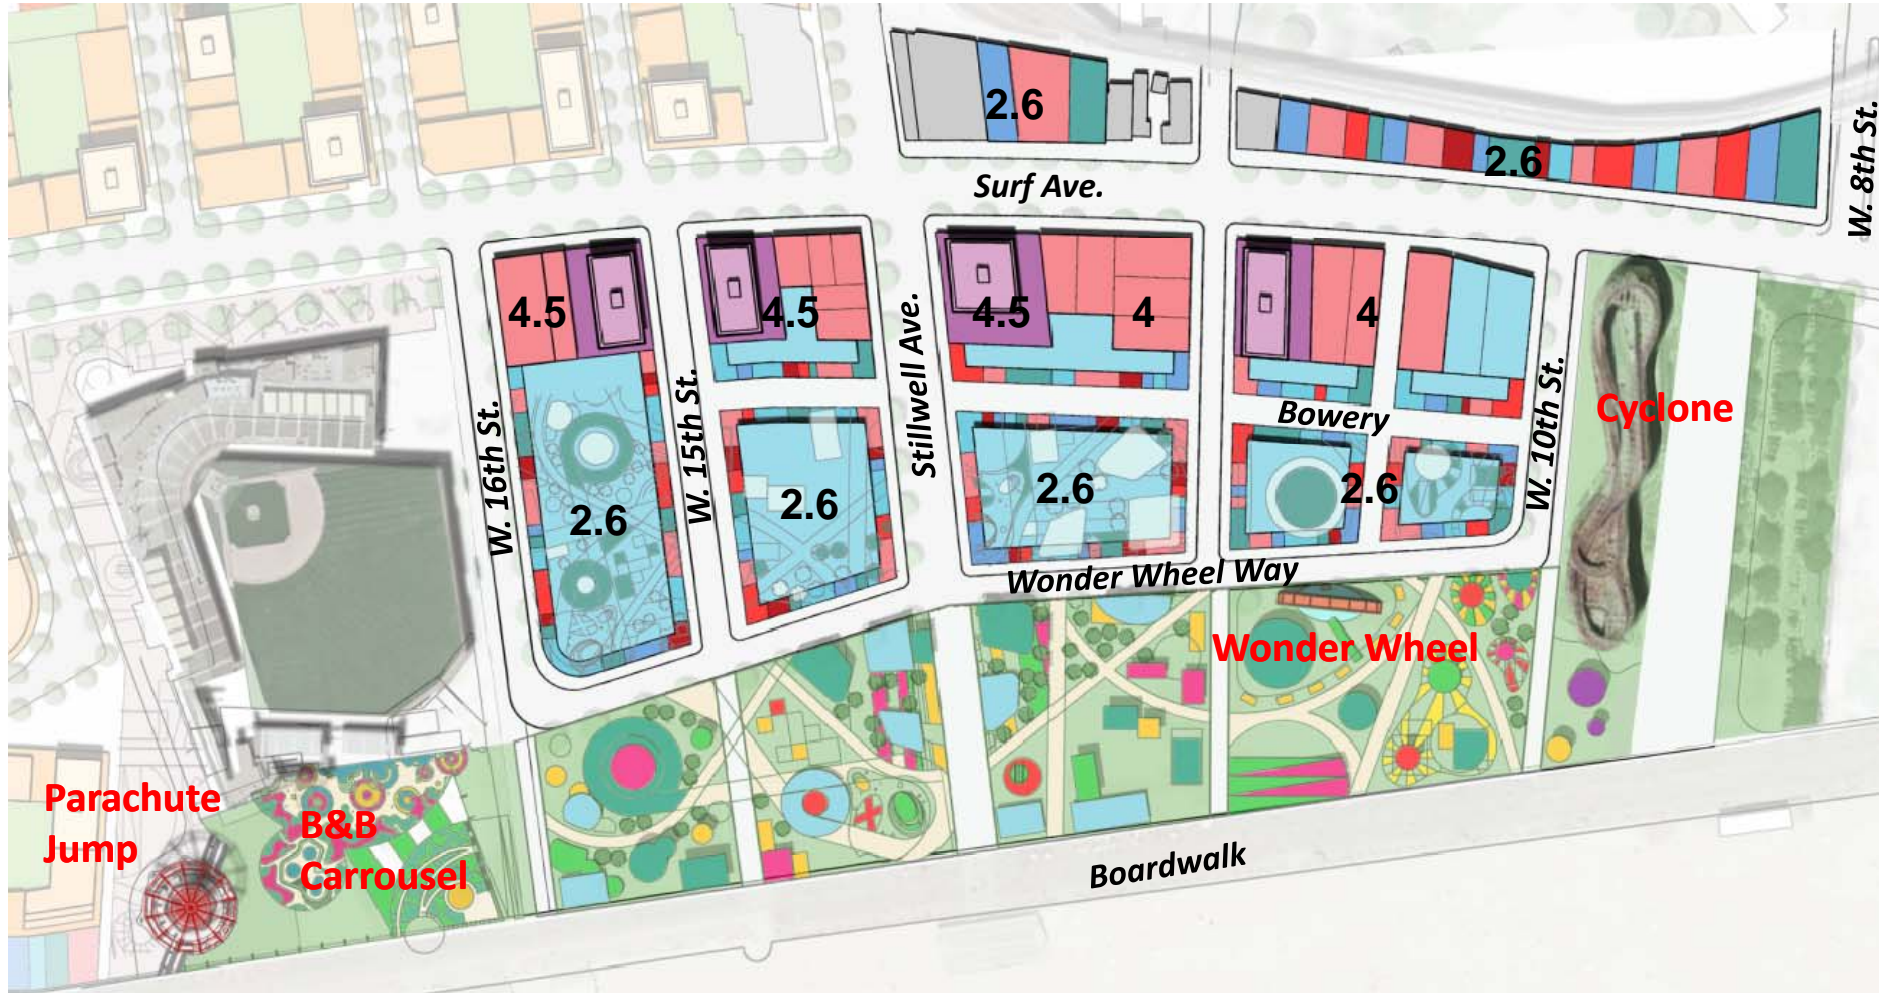 2.6
2.6
W. 8th St.
Surf Ave.
4.5
4.5
4.5
4
4
Stillwell Ave.
W. 16th St.
W. 15th St.
W. 10th St.
Bowery
Cyclone
2.6
2.6
2.6
2.6
Wonder Wheel Way
Wonder Wheel
Parachute
Jump
B&B
Carrousel
Boardwalk